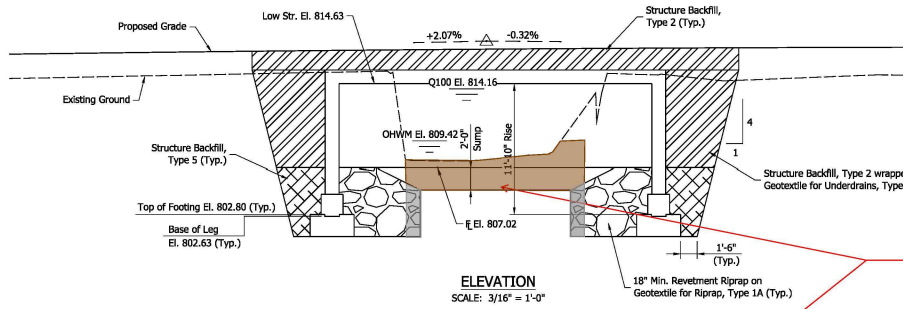 Structure Backfill,
Type 2 (Typ.)
Low Str. El. 814.63
Proposed Grade
+2.07%
-0.32%
Q100 El. 814.16
Existing Ground
OHWM El. 809.42
2'-0"
Sump
11'-10" Rise
4
1
Structure Backfill,
Type 5 (Typ.)
Structure Backfill, Type 2 wrappe
Geotextile for Underdrains, Type
Top of Footing El. 802.80 (Typ.)
Base of Leg
El. 802.63 (Typ.)
℄ El. 807.02
1'-6"
(Typ.)
ELEVATION
SCALE: 3/16" = 1'-0"
18" Min. Revetment Riprap on
Geotextile for Riprap, Type 1A (Typ.)